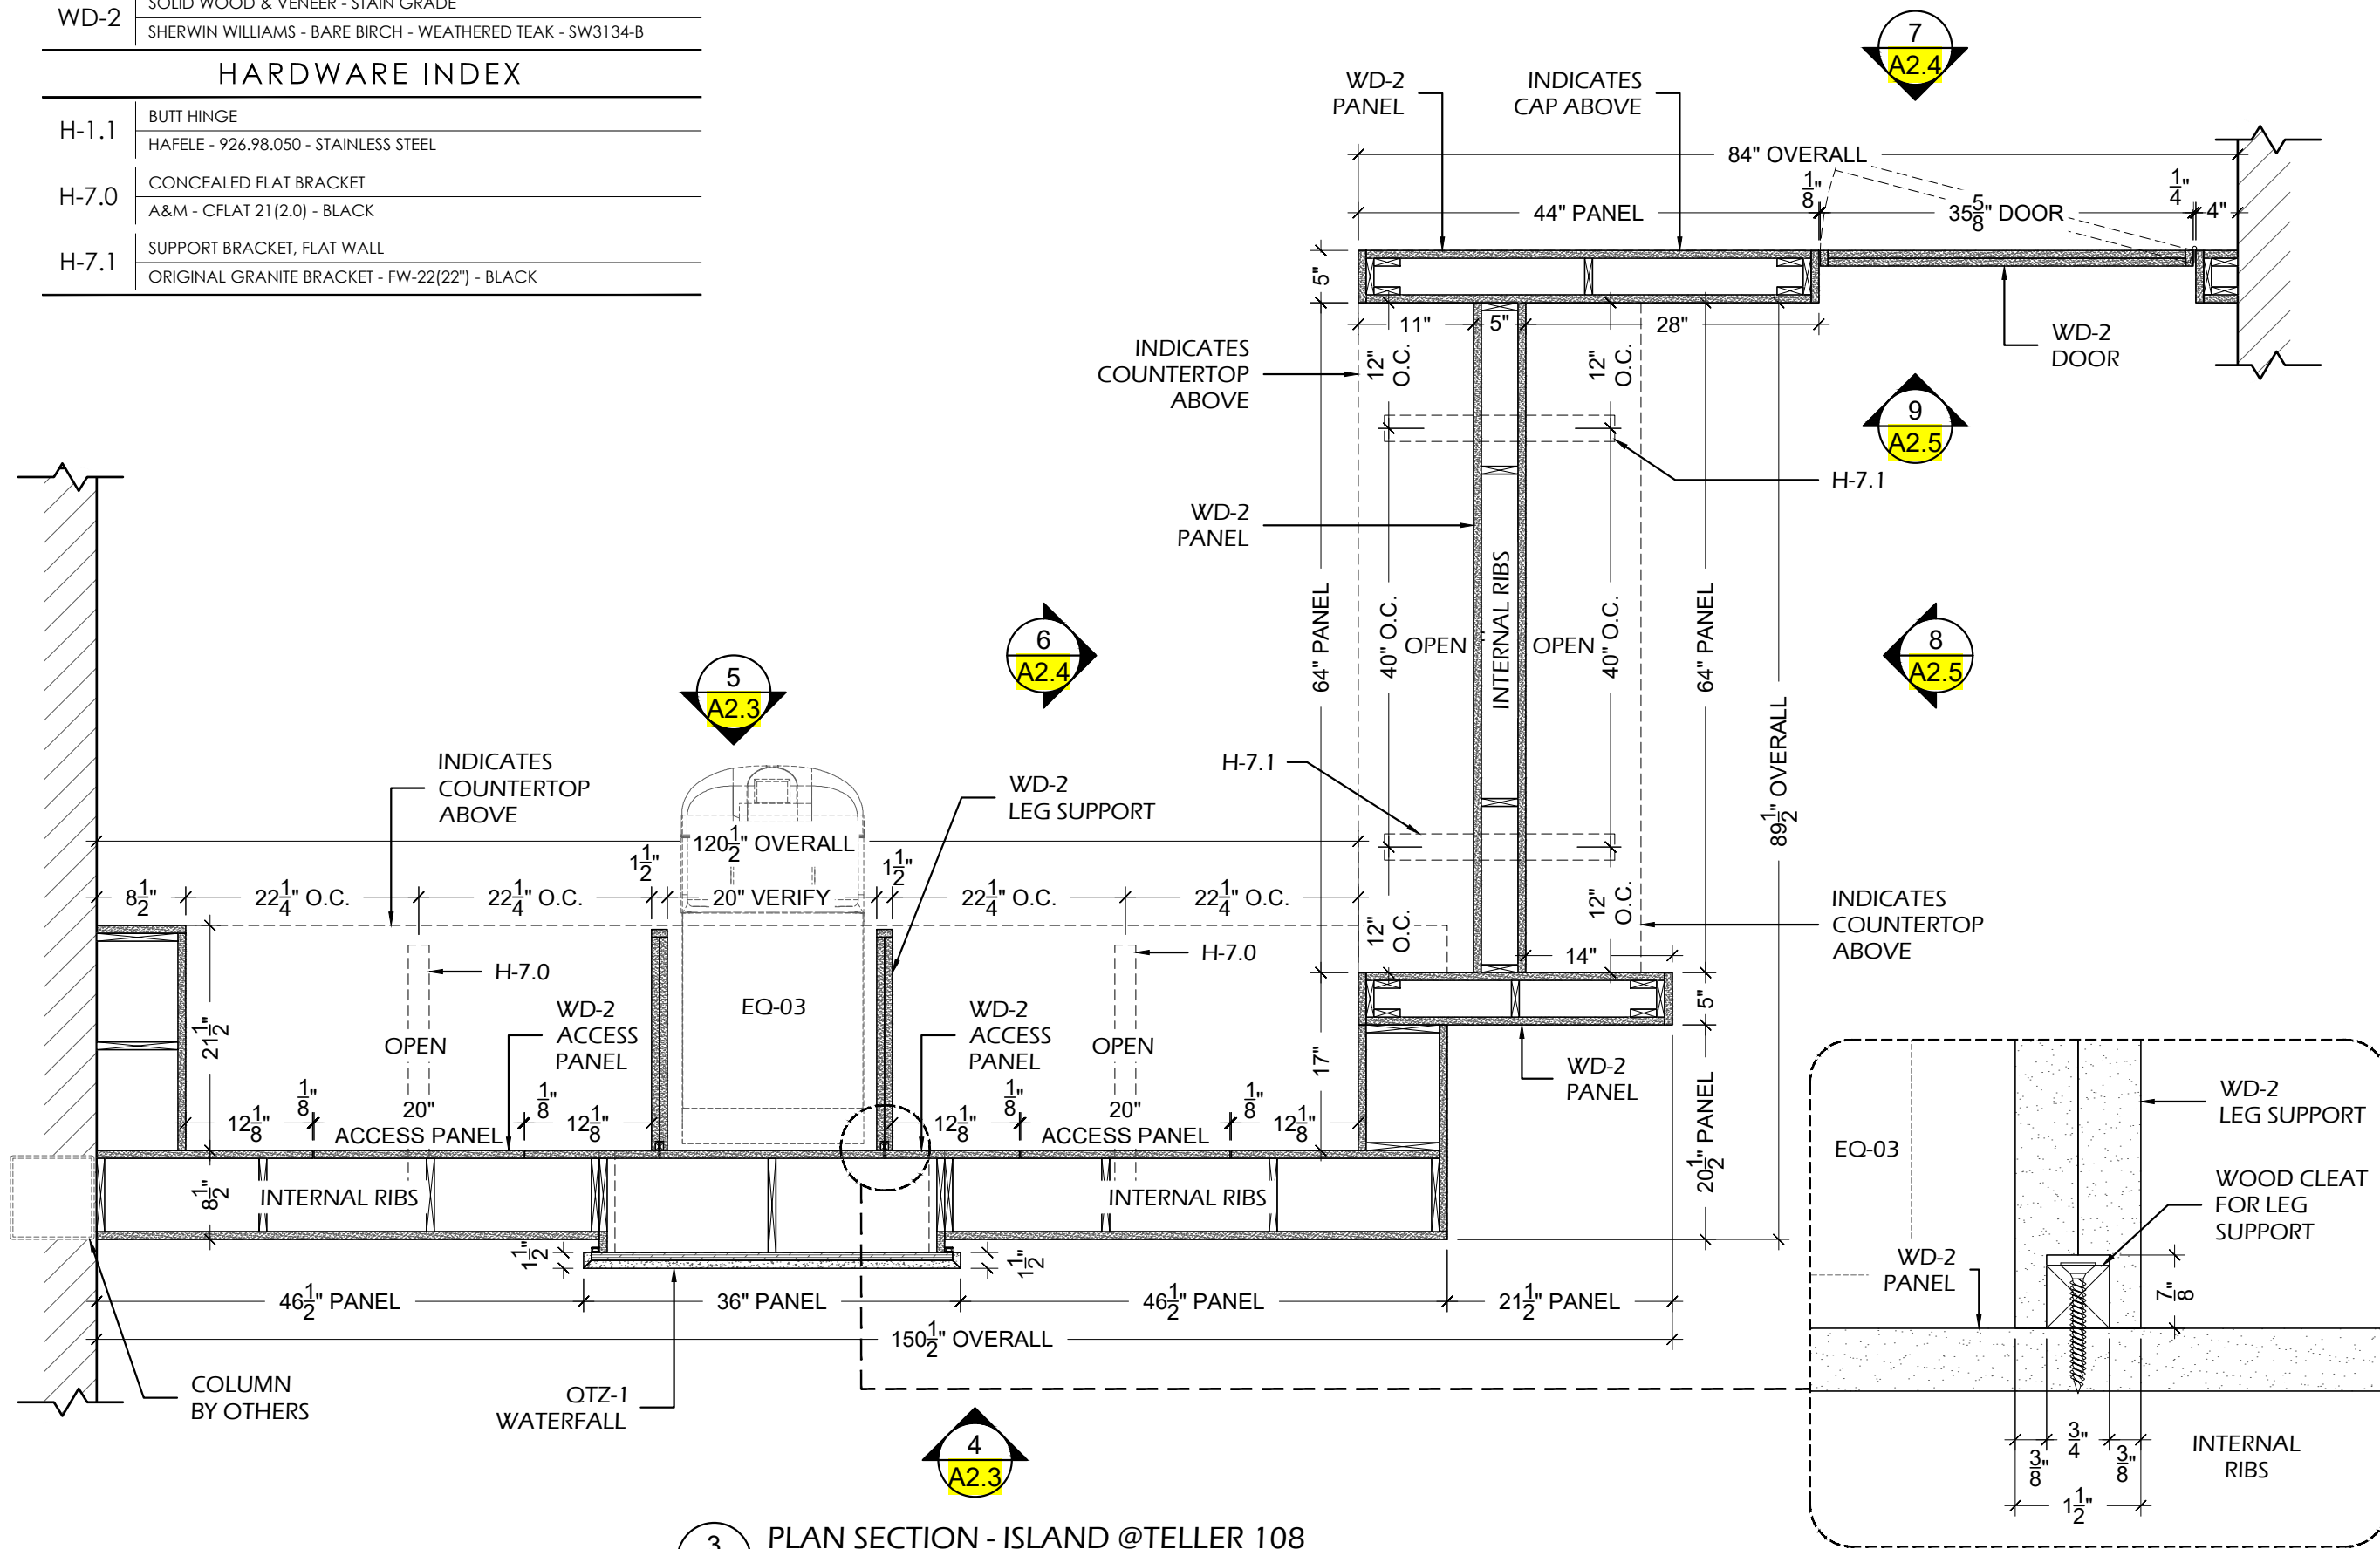 WD-2
SOLID WOOD & VENEER - STAIN GRADE
SHERWIN WILLIAMS - BARE BIRCH - WEATHERED TEAK - SW3134-B
HARDWARE INDEX
H-1.1
BUTT HINGE
HAFELE - 926.98.050 - STAINLESS STEEL
H-7.0
CONCEALED FLAT BRACKET
A&M - CFLAT 21(2.0) - BLACK
H-7.1
SUPPORT BRACKET, FLAT WALL
ORIGINAL GRANITE BRACKET - FW-22(22") - BLACK
7
A2.4
WD-2
PANEL
INDICATES
CAP ABOVE
84" OVERALL
44" PANEL
1/8"
35 5/8" DOOR
1/4"
4"
5"
11"
5"
28"
WD-2
DOOR
INDICATES
COUNTERTOP
ABOVE
12"
O.C.
12"
O.C.
9
A2.5
H-7.1
WD-2
PANEL
64" PANEL
40" O.C.
OPEN
INTERNAL RIBS
OPEN
40" O.C.
64" PANEL
89 1/2" OVERALL
6
A2.4
8
A2.5
5
A2.3
INDICATES
COUNTERTOP
ABOVE
WD-2
LEG SUPPORT
H-7.1
120 1/2" OVERALL
8 1/2"
22 1/4" O.C.
22 1/4" O.C.
1 1/2"
20" VERIFY
1 1/2"
22 1/4" O.C.
22 1/4" O.C.
12"
O.C.
12"
O.C.
INDICATES
COUNTERTOP
ABOVE
14"
H-7.0
H-7.0
EQ-03
WD-2
ACCESS
PANEL
WD-2
ACCESS
PANEL
21 1/2"
OPEN
OPEN
17"
5"
WD-2
PANEL
20 1/2" PANEL
12 1/8"
1/8"
20"
ACCESS PANEL
1/8"
12 1/8"
12 1/8"
1/8"
20"
ACCESS PANEL
1/8"
12 1/8"
8 1/2"
INTERNAL RIBS
INTERNAL RIBS
1 1/2"
1 1/2"
46 1/2" PANEL
36" PANEL
46 1/2" PANEL
21 1/2" PANEL
150 1/2" OVERALL
COLUMN
BY OTHERS
QTZ-1
WATERFALL
4
A2.3
WD-2
LEG SUPPORT
EQ-03
WOOD CLEAT
FOR LEG
SUPPORT
WD-2
PANEL
7/8"
3/8"
3/4"
3/8"
1 1/2"
INTERNAL
RIBS
3
PLAN SECTION - ISLAND @TELLER 108